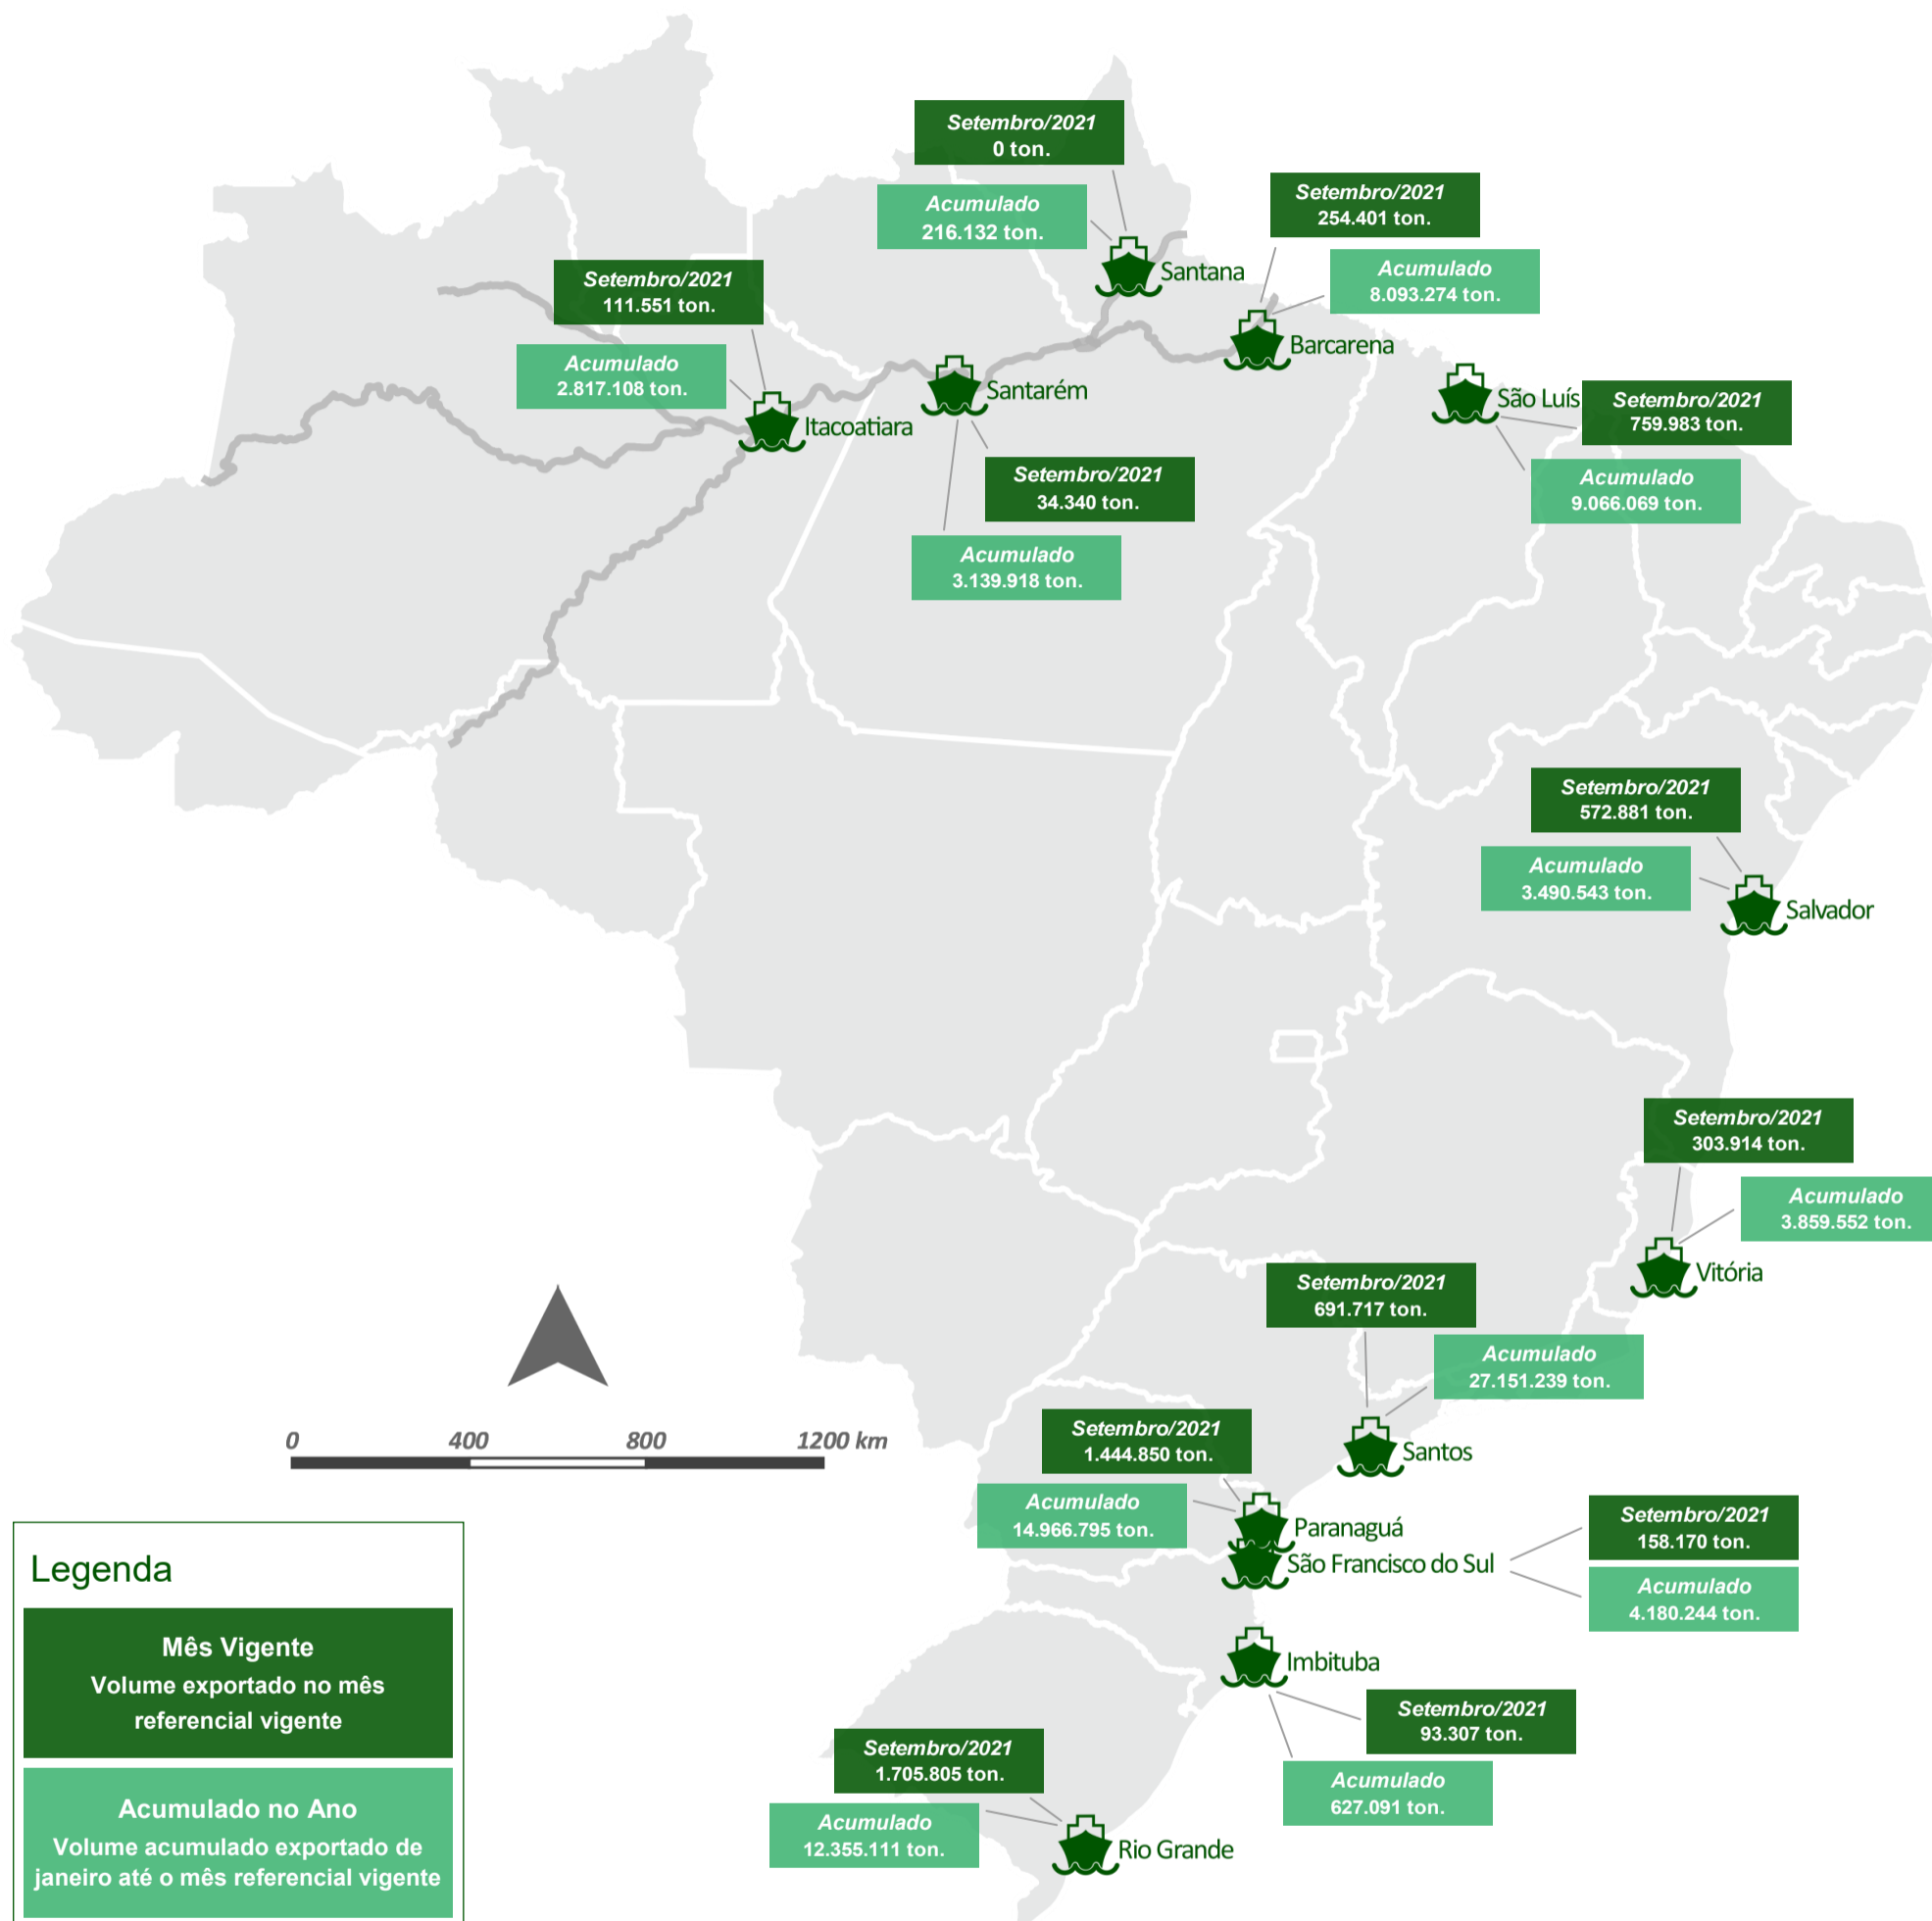 Setembro/2021
0 ton.
Acumulado
216.132 ton.
Santana
Setembro/2021
254.401 ton.
Acumulado
8.093.274 ton.
Barcarena
Setembro/2021
111.551 ton.
Acumulado
2.817.108 ton.
Itacoatiara
Santarém
Setembro/2021
34.340 ton.
Acumulado
3.139.918 ton.
São Luís
Setembro/2021
759.983 ton.
Acumulado
9.066.069 ton.
Setembro/2021
572.881 ton.
Acumulado
3.490.543 ton.
Salvador
Setembro/2021
303.914 ton.
Acumulado
3.859.552 ton.
Vitória
Setembro/2021
691.717 ton.
Acumulado
27.151.239 ton.
Santos
Setembro/2021
1.444.850 ton.
Acumulado
14.966.795 ton.
Paranaguá
São Francisco do Sul
Setembro/2021
158.170 ton.
Acumulado
4.180.244 ton.
Imbituba
Setembro/2021
93.307 ton.
Acumulado
627.091 ton.
Setembro/2021
1.705.805 ton.
Acumulado
12.355.111 ton.
Rio Grande
0 400 800 1200 km
Legenda
Mês Vigente
Volume exportado no mês
referencial vigente
Acumulado no Ano
Volume acumulado exportado de
janeiro até o mês referencial vigente